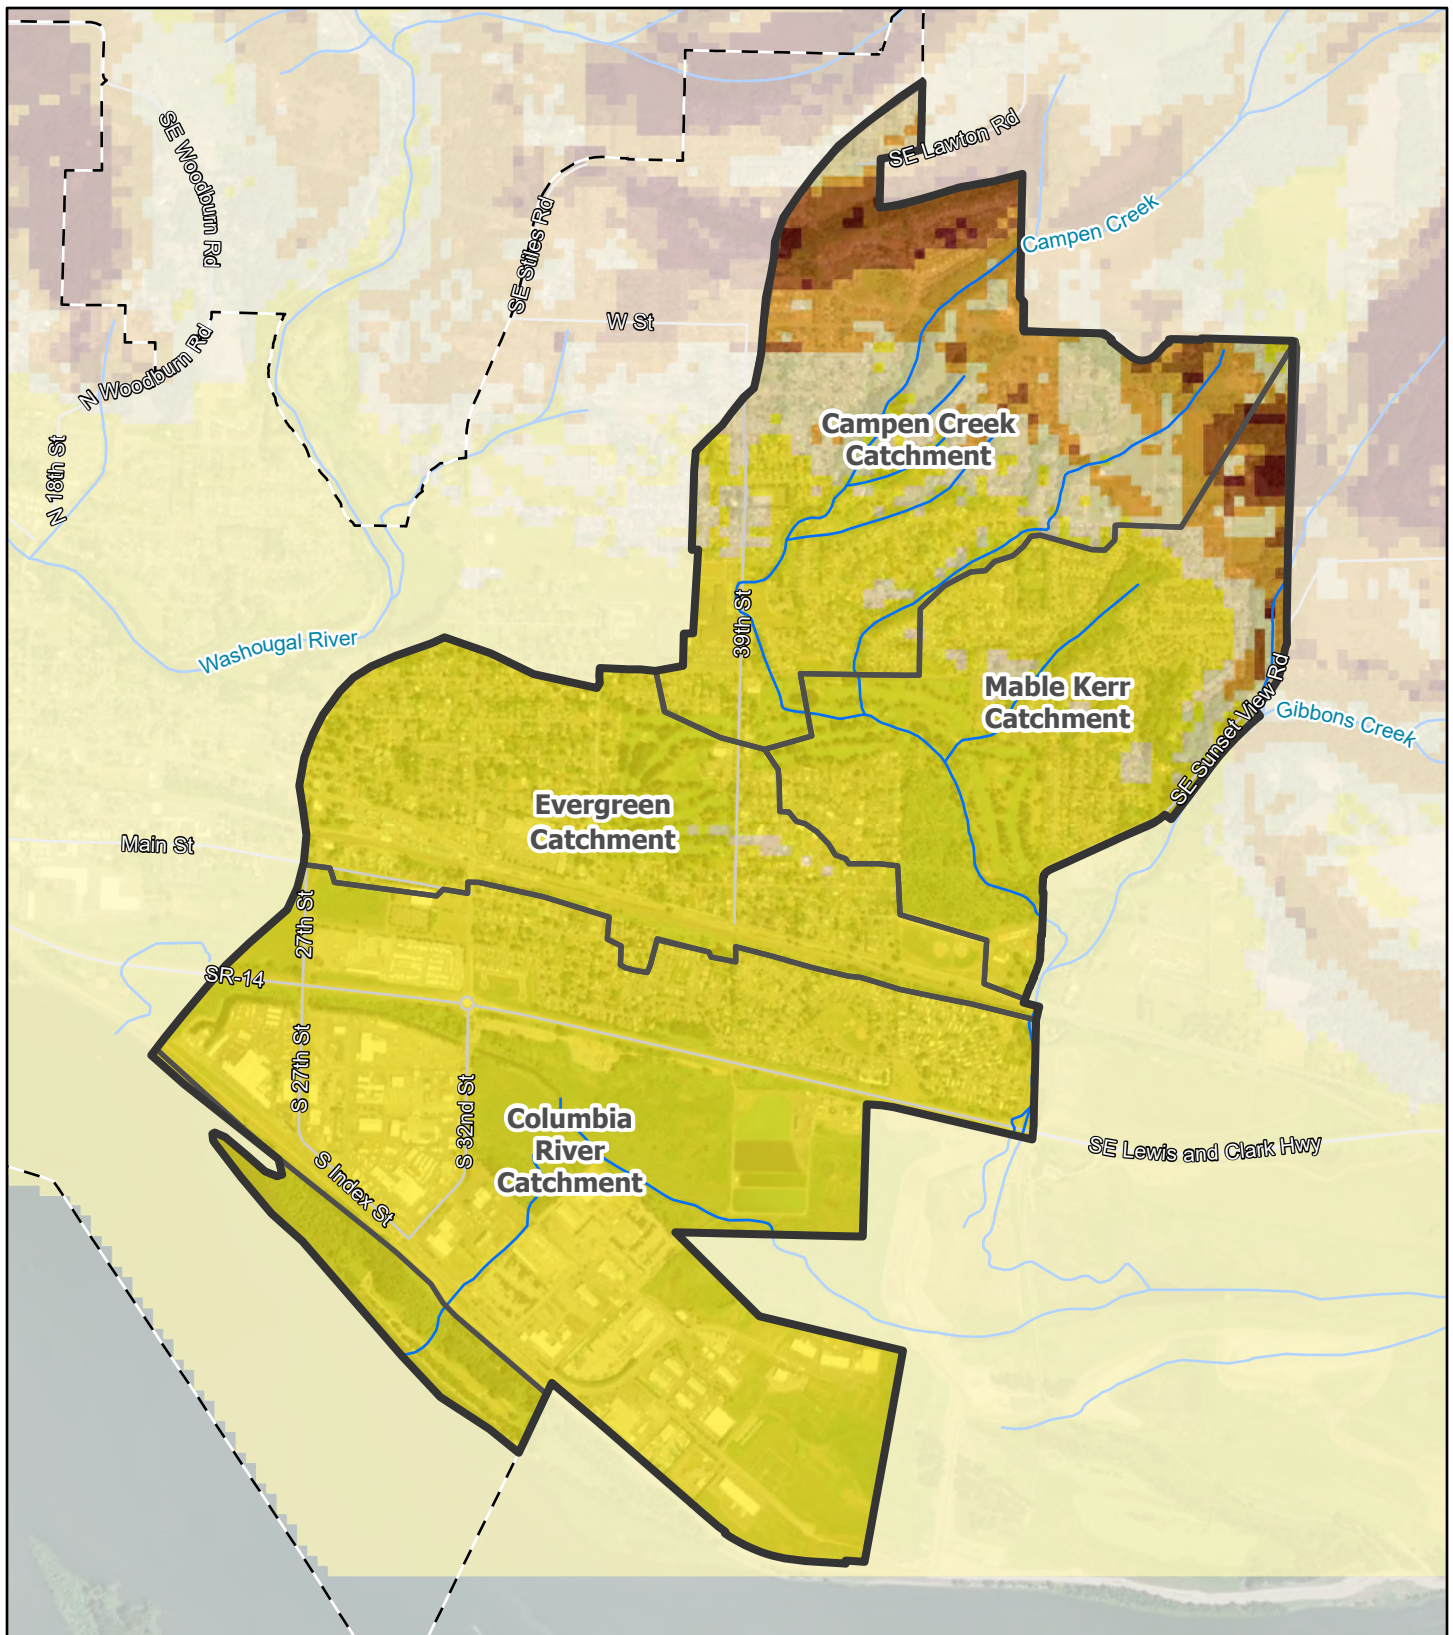 SE Woodburn Rd
SE Lawton Rd
Campen Creek
SE Stiles Rd
W St
N Woodburn Rd
Campen Creek
Catchment
N 18th St
39th St
Washougal River
Mable Kerr
Catchment
SE Sunset View Rd
Gibbons Creek
Evergreen
Catchment
Main St
27th St
SR-14
S 27th St
S 32nd St
Columbia
River
Catchment
SE Lewis and Clark Hwy
S Index St